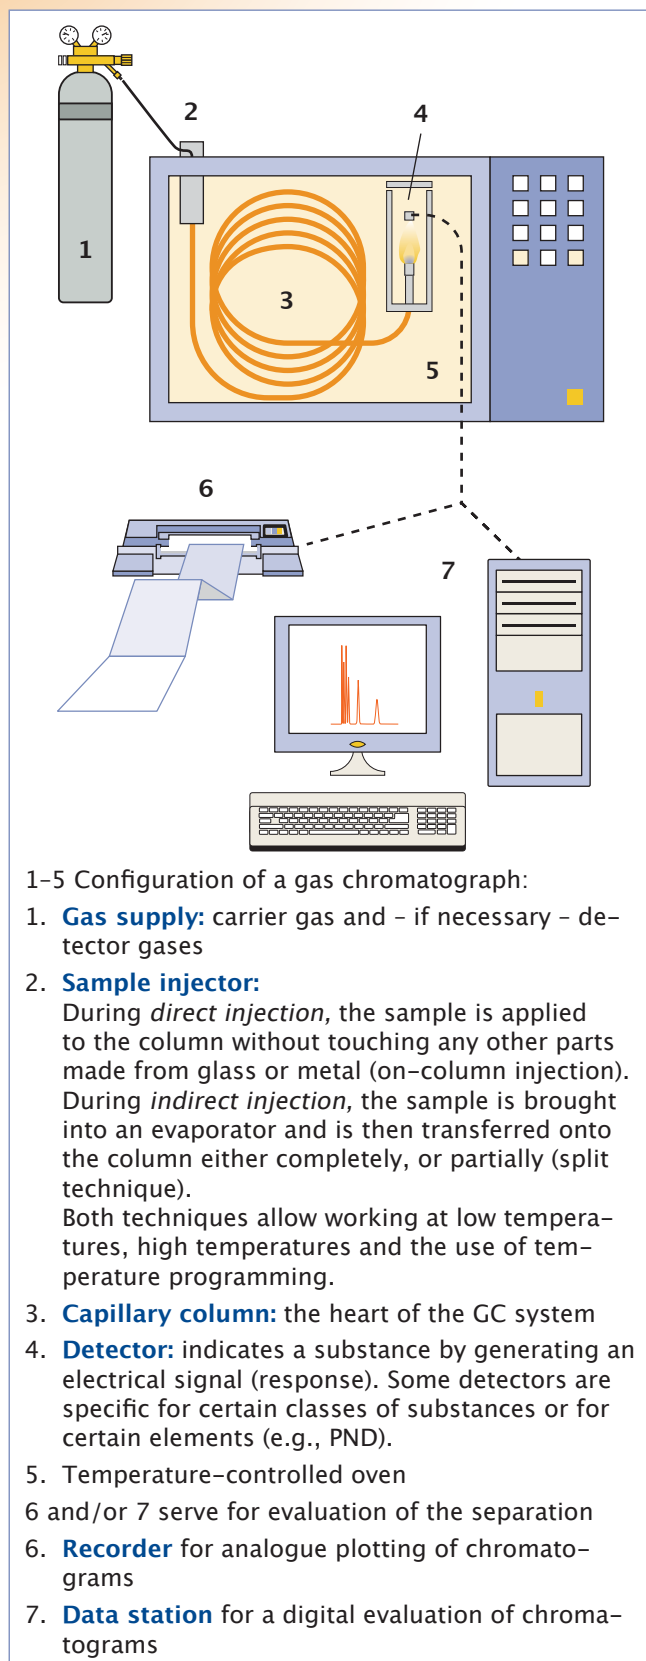 1
2
4
3
5
6
7
1–5 Configuration of a gas chromatograph:
1. Gas supply: carrier gas and – if necessary – de-
tector gases
2. Sample injector:
During direct injection, the sample is applied
to the column without touching any other parts
made from glass or metal (on-column injection).
During indirect injection, the sample is brought
into an evaporator and is then transferred onto
the column either completely, or partially (split
technique).
Both techniques allow working at low tempera-
tures, high temperatures and the use of tem-
perature programming.
3. Capillary column: the heart of the GC system
4. Detector: indicates a substance by generating an
electrical signal (response). Some detectors are
specific for certain classes of substances or for
certain elements (e.g., PND).
5. Temperature-controlled oven
6 and/or 7 serve for evaluation of the separation
6. Recorder for analogue plotting of chromato-
grams
7. Data station for a digital evaluation of chroma-
tograms